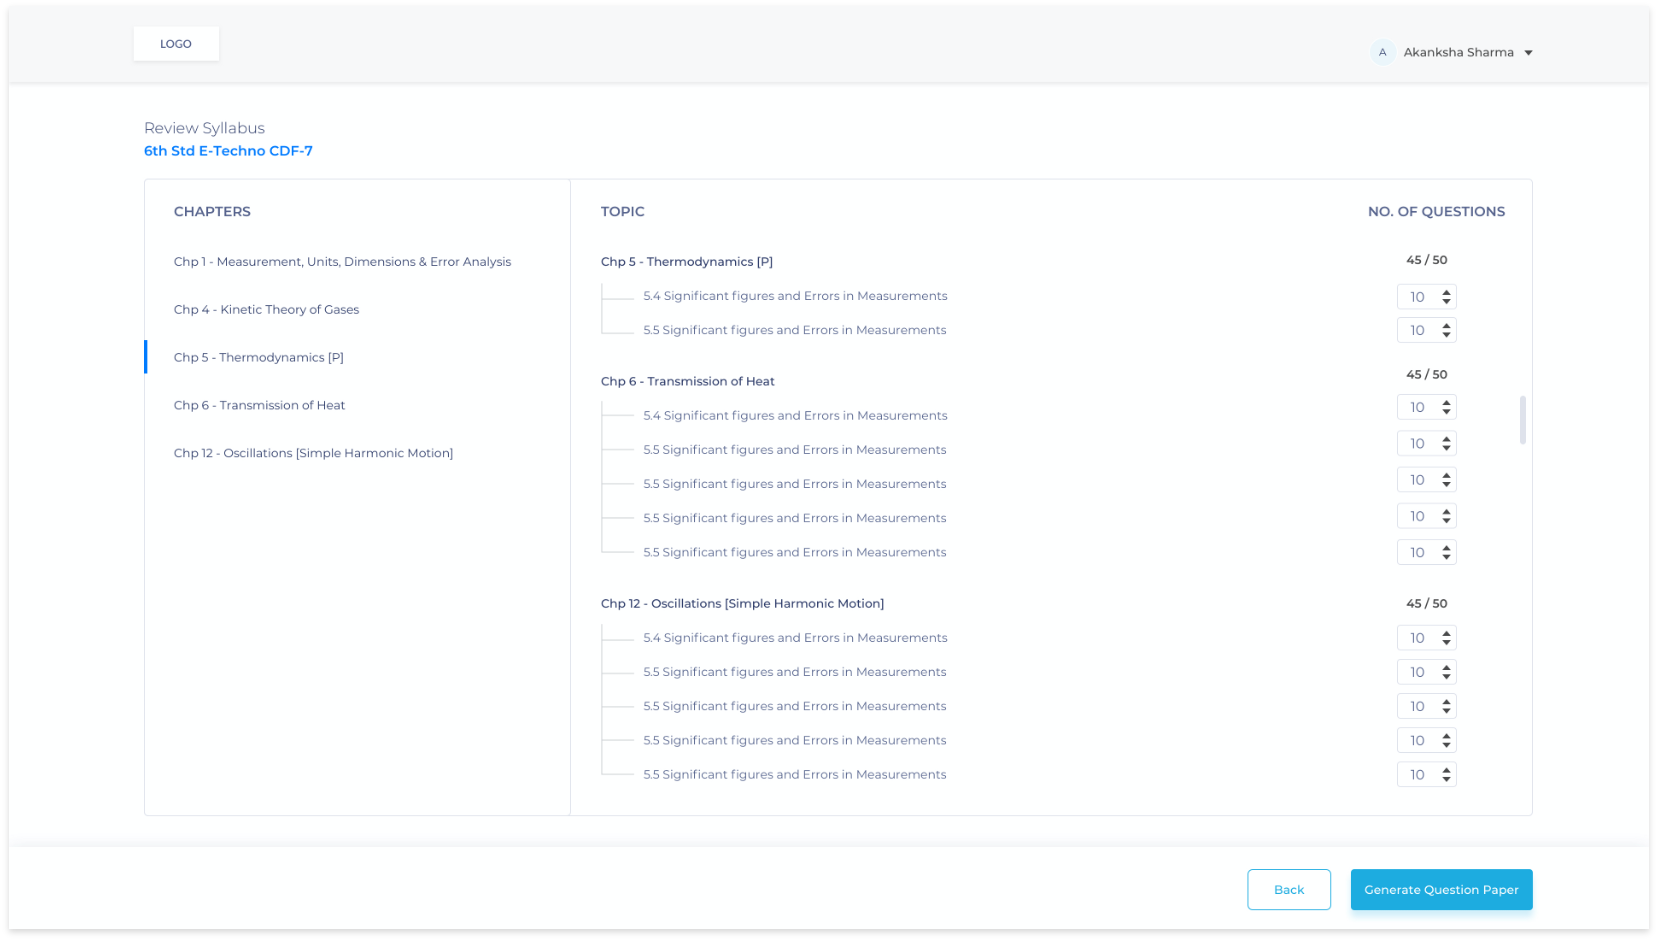 LOGO
A
Akanksha Sharma
Review Syllabus
6th Std E-Techno CDF-7
CHAPTERS
Chp 1 - Measurement, Units, Dimensions & Error Analysis
Chp 4 - Kinetic Theory of Gases
Chp 5 - Thermodynamics [P]
Chp 6 - Transmission of Heat
Chp 12 - Oscillations [Simple Harmonic Motion]
TOPIC NO. OF QUESTIONS
Chp 5 - Thermodynamics [P] 45 / 50
5.4 Significant figures and Errors in Measurements 10
5.5 Significant figures and Errors in Measurements 10
Chp 6 - Transmission of Heat 45 / 50
5.4 Significant figures and Errors in Measurements 10
5.5 Significant figures and Errors in Measurements 10
5.5 Significant figures and Errors in Measurements 10
5.5 Significant figures and Errors in Measurements 10
5.5 Significant figures and Errors in Measurements 10
Chp 12 - Oscillations [Simple Harmonic Motion] 45 / 50
5.4 Significant figures and Errors in Measurements 10
5.5 Significant figures and Errors in Measurements 10
5.5 Significant figures and Errors in Measurements 10
5.5 Significant figures and Errors in Measurements 10
5.5 Significant figures and Errors in Measurements 10
Back
Generate Question Paper